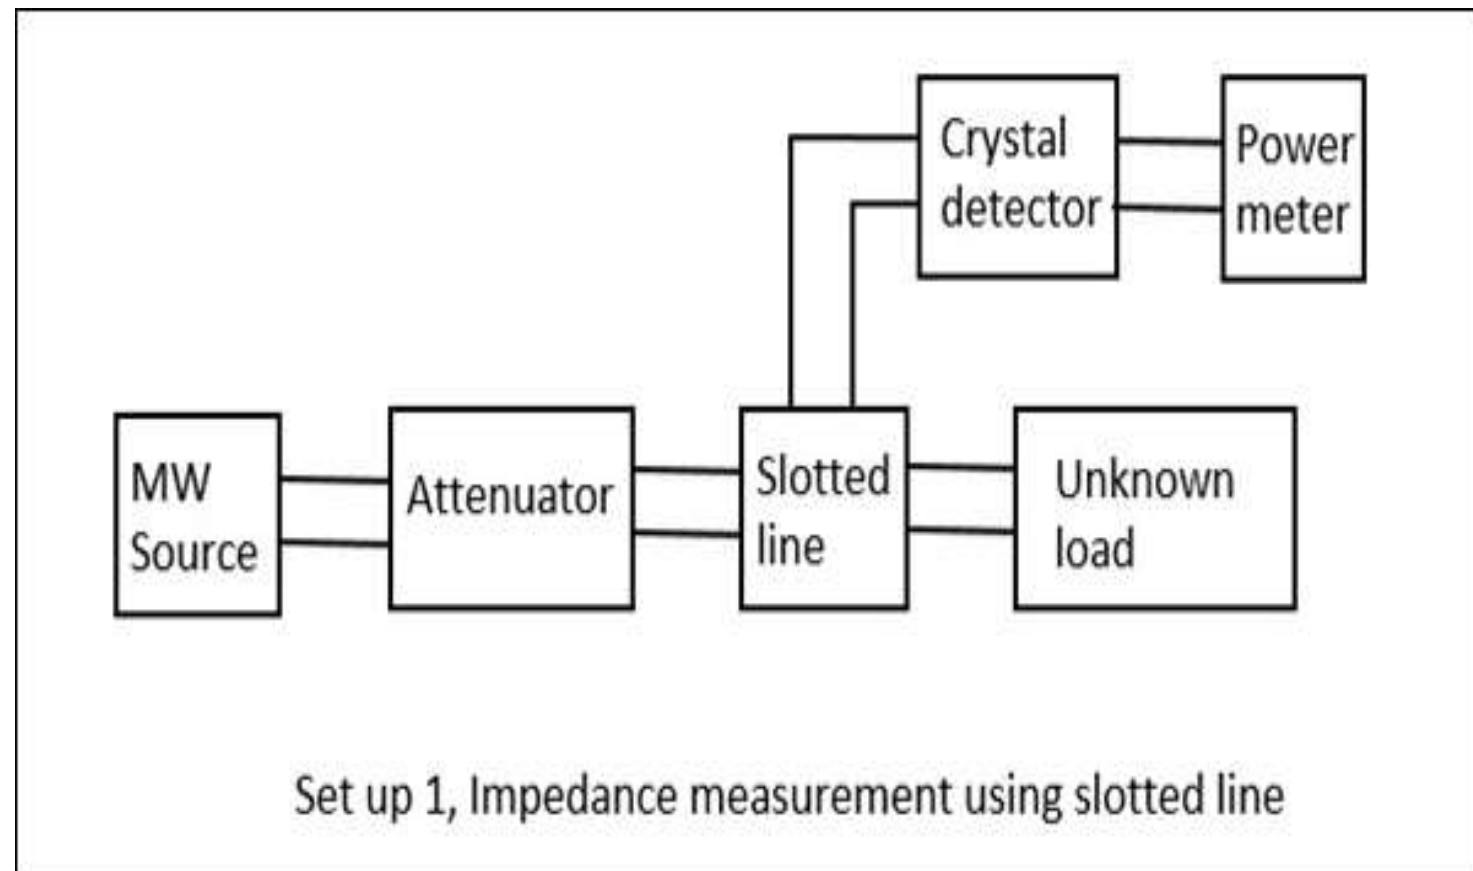 Crystal
detector
Power
meter
MW
Source
Attenuator
Slotted
line
Unknown
load
Set up 1, Impedance measurement using slotted line